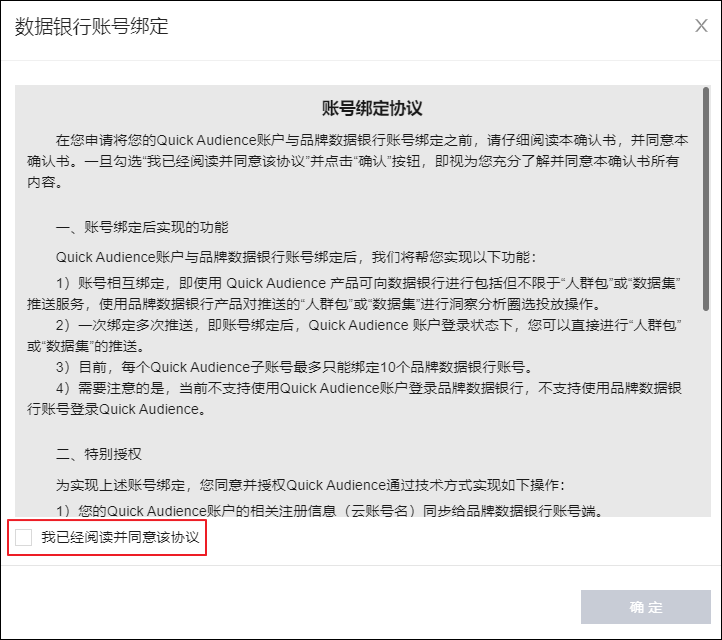 数据银行账号绑定
X
账号绑定协议
在您申请将您的Quick Audience账户与品牌数据银行账号绑定之前，请仔细阅读本确认书，并同意本
确认书。一旦勾选“我已经阅读并同意该协议”并点击“确认”按钮，即视为您充分了解并同意本确认书所有
内容。
一、账号绑定后实现的功能
Quick Audience账户与品牌数据银行账号绑定后，我们将帮您实现以下功能：
1）账号相互绑定，即使用 Quick Audience 产品可向数据银行进行包括但不限于“人群包”或“数据集”
推送服务，使用品牌数据银行产品对推送的“人群包”或“数据集”进行洞察分析圈选投放操作。
2）一次绑定多次推送，即账号绑定后，Quick Audience 账户登录状态下，您可以直接进行“人群包”
或“数据集”的推送。
3）目前，每个Quick Audience子账号最多只能绑定10个品牌数据银行账号。
4）需要注意的是，当前不支持使用Quick Audience账户登录品牌数据银行，不支持使用品牌数据银
行账号登录Quick Audience。
二、特别授权
为实现上述账号绑定，您同意并授权Quick Audience通过技术方式实现如下操作：
1）您的Quick Audience账户的相关注册信息（云账号名）同步给品牌数据银行账号端。
我已经阅读并同意该协议
确定